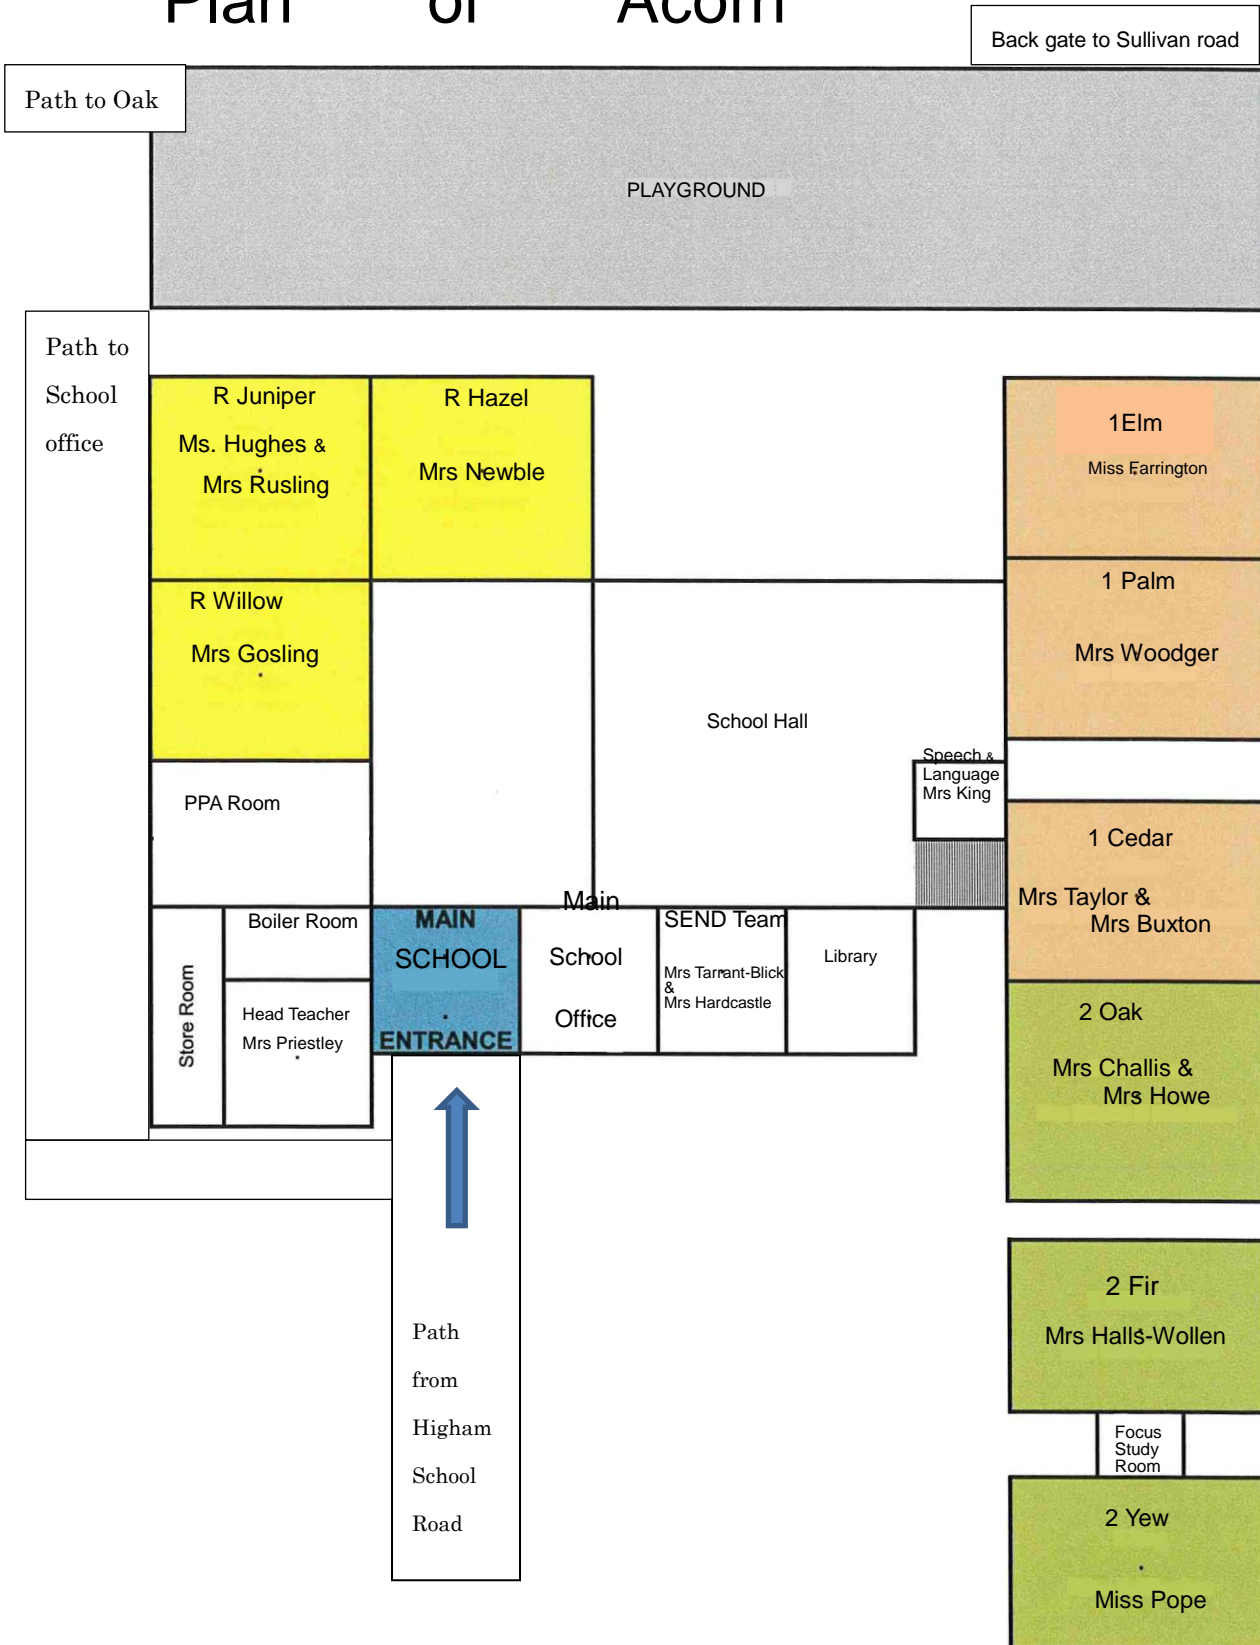 Plan of Acorn
Back gate to Sullivan road
Path to Oak
PLAYGROUND
Path to
School
office
R Juniper
Ms. Hughes &
Mrs Rusling
R Hazel
Mrs Newble
1Elm
Miss Farrington
R Willow
Mrs Gosling
1 Palm
Mrs Woodger
School Hall
Speech &
Language
Mrs King
PPA Room
1 Cedar
Mrs Taylor &
Mrs Buxton
Store Room
Boiler Room
Head Teacher
Mrs Priestley
MAIN
SCHOOL
ENTRANCE
Main
School
Office
SEND Team
Mrs Tarrant-Blick
&
Mrs Hardcastle
Library
2 Oak
Mrs Challis &
Mrs Howe
2 Fir
Mrs Halls-Wollen
Path
from
Higham
School
Road
Focus
Study
Room
2 Yew
Miss Pope